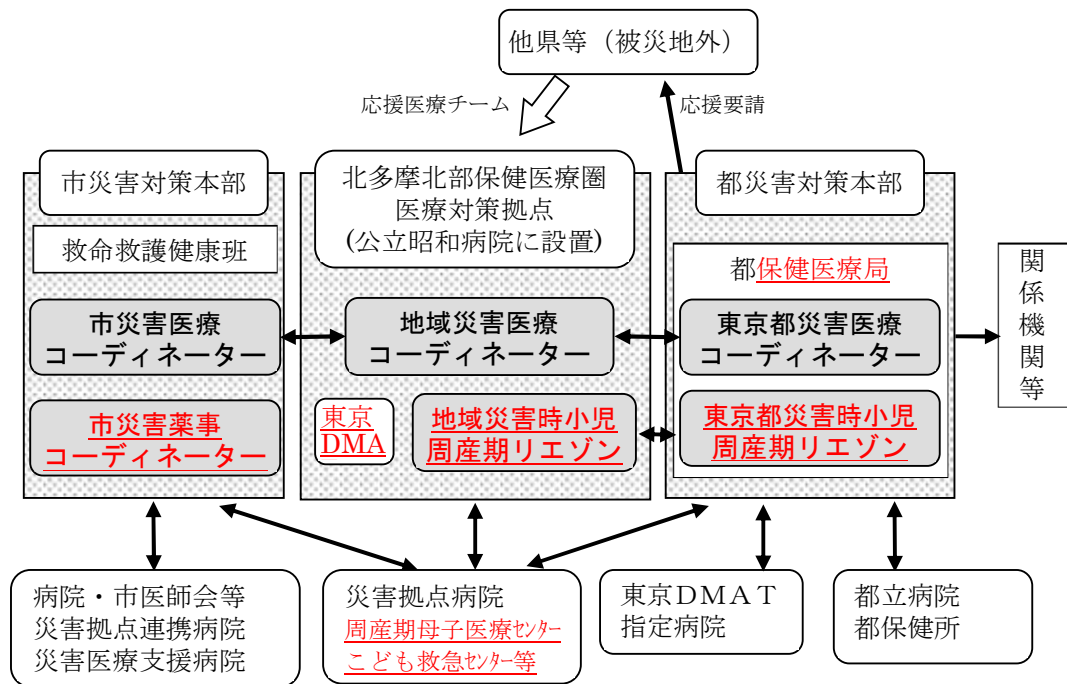 他県等（被災地外）
応援医療チーム
応援要請
市災害対策本部
救命救護健康班
市災害医療
コーディネーター
市災害薬事
コーディネーター
北多摩北部保健医療圏
医療対策拠点
(公立昭和病院に設置)
地域災害医療
コーディネーター
東京
DMA
地域災害時小児
周産期リエゾン
都災害対策本部
都保健医療局
東京都災害医療
コーディネーター
東京都災害時小児
周産期リエゾン
関係機関等
病院・市医師会等
災害拠点連携病院
災害医療支援病院
災害拠点病院
周産期母子医療ｾﾝﾀｰ
こども救急ｾﾝﾀｰ等
東京ＤＭＡＴ
指定病院
都立病院
都保健所